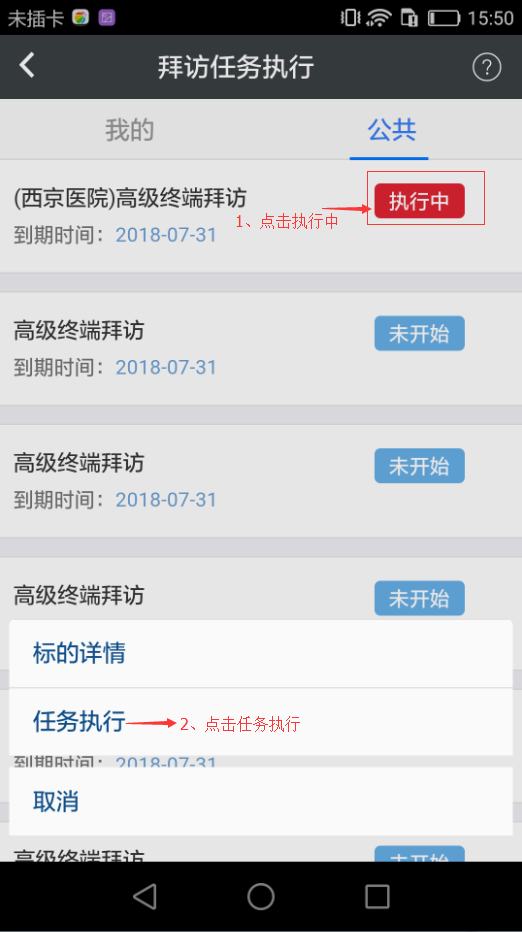 未插卡 15:50
拜访任务执行 ?
我的 公共
(西京医院)高级终端拜访 执行中
1、点击执行中
到期时间：2018-07-31
高级终端拜访 未开始
到期时间：2018-07-31
高级终端拜访 未开始
到期时间：2018-07-31
高级终端拜访 未开始
标的详情
任务执行 2、点击任务执行
到期时间：2018-07-31
取消
高级终端拜访 未开始